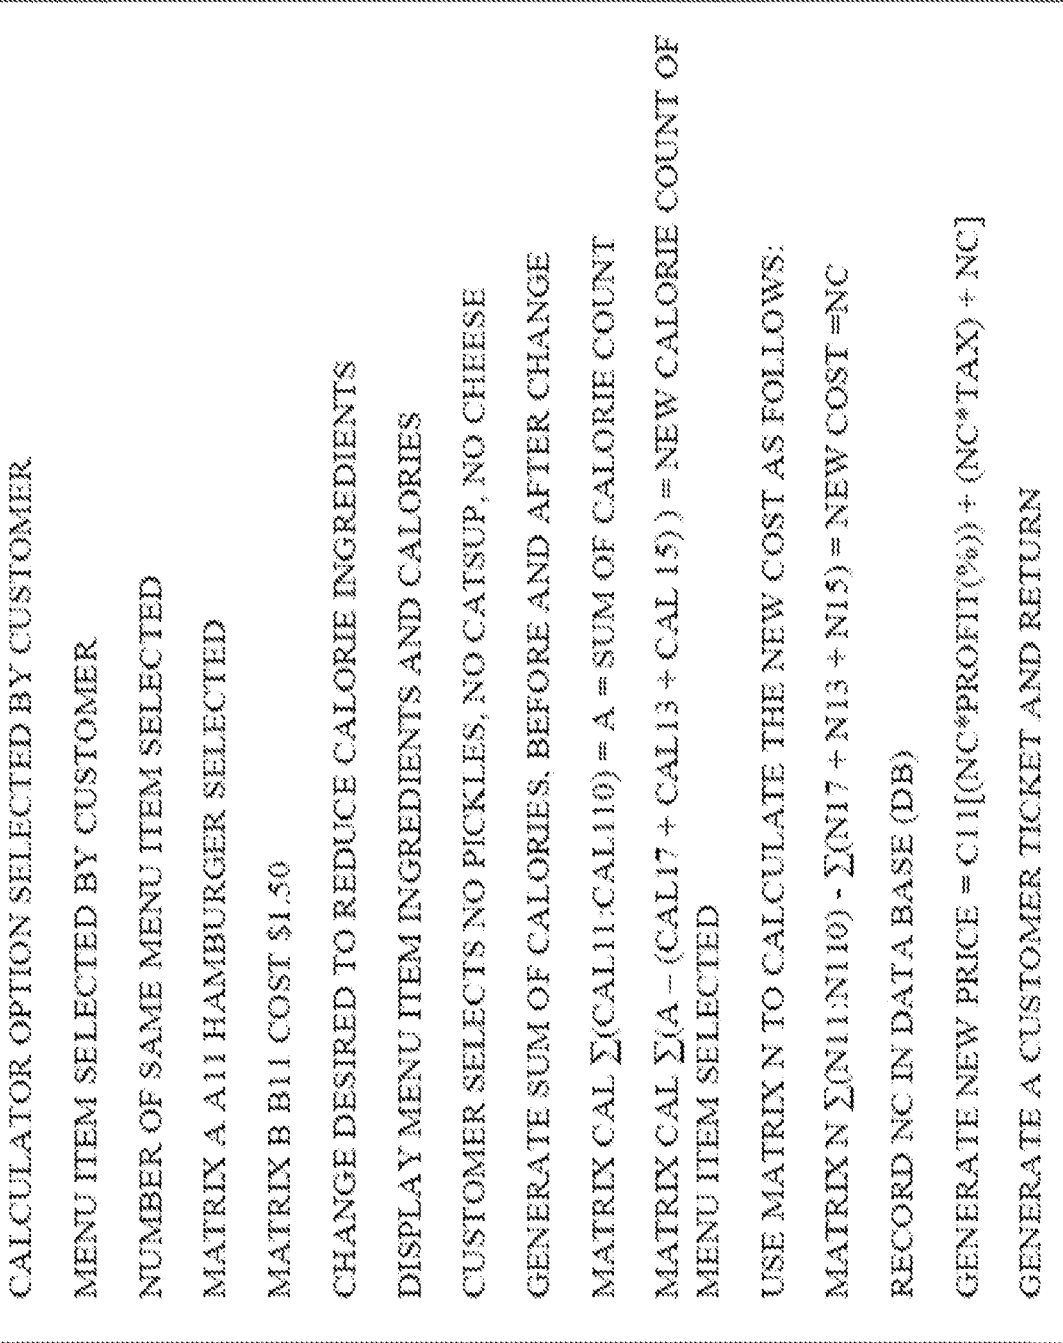 CALCULATOR OPTION SELECTED BY CUSTOMER
MENU ITEM SELECTED BY CUSTOMER
NUMBER OF SAME MENU ITEM SELECTED
MATRIX A A11 HAMBURGER SELECTED
MATRIX B B11 COST $1.50
CHANGE DESIRED TO REDUCE CALORIE INGREDIENTS
DISPLAY MENU ITEM INGREDIENTS AND CALORIES
CUSTOMER SELECTS NO PICKLES, NO CATSUP, NO CHEESE
GENERATE SUM OF CALORIES, BEFORE AND AFTER CHANGE
MATRIX CAL ∑(CAL11:CAL110) = A = SUM OF CALORIE COUNT
MATRIX CAL ∑(A – (CAL17 + CAL13 + CAL 15)) = NEW CALORIE COUNT OF
MENU ITEM SELECTED
USE MATRIX N TO CALCULATE THE NEW COST AS FOLLOWS:
MATRIX N ∑(N11:N110) - ∑(N17 + N13 + N15) = NEW COST =NC
RECORD NC IN DATA BASE (DB)
GENERATE NEW PRICE = C11[(NC*PROFIT(%)) + (NC*TAX) + NC]
GENERATE A CUSTOMER TICKET AND RETURN